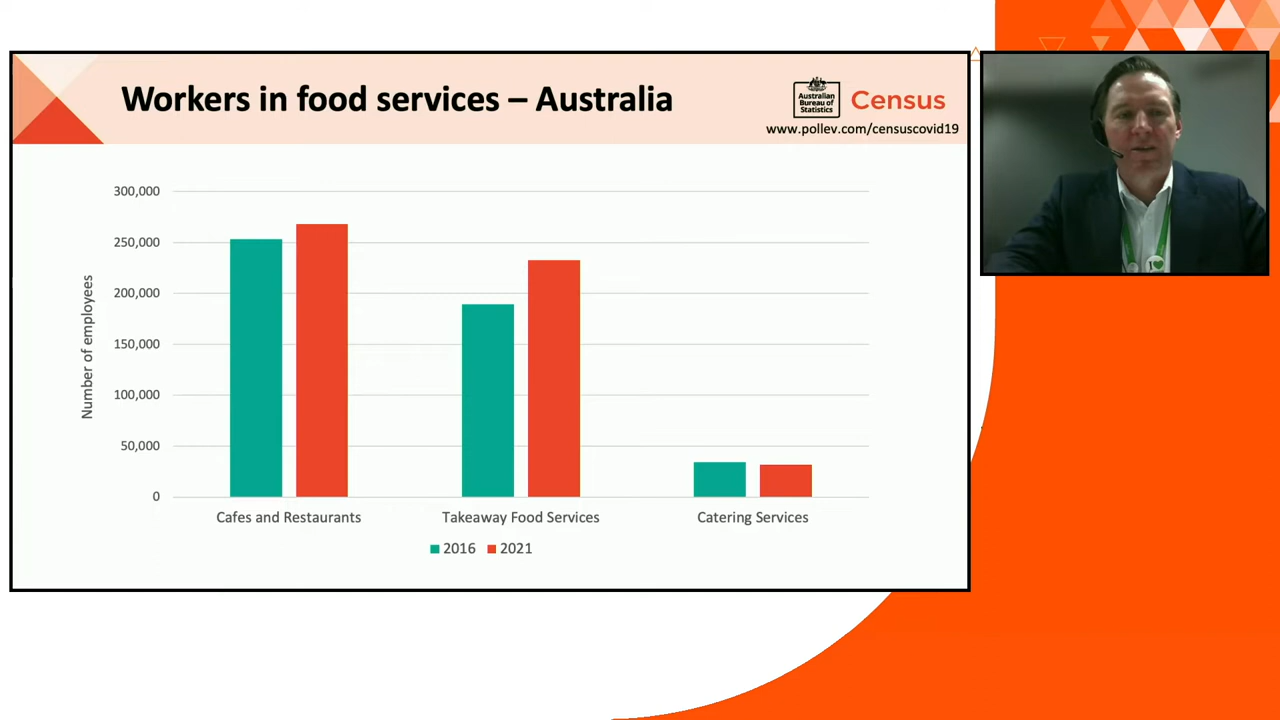 Workers in food services – Australia
Australian
Bureau of
Statistics
Census
www.pollev.com/censuscovid19
Number of employees
300,000
250,000
200,000
150,000
100,000
50,000
0
Cafes and Restaurants
Takeaway Food Services
Catering Services
2016
2021
I